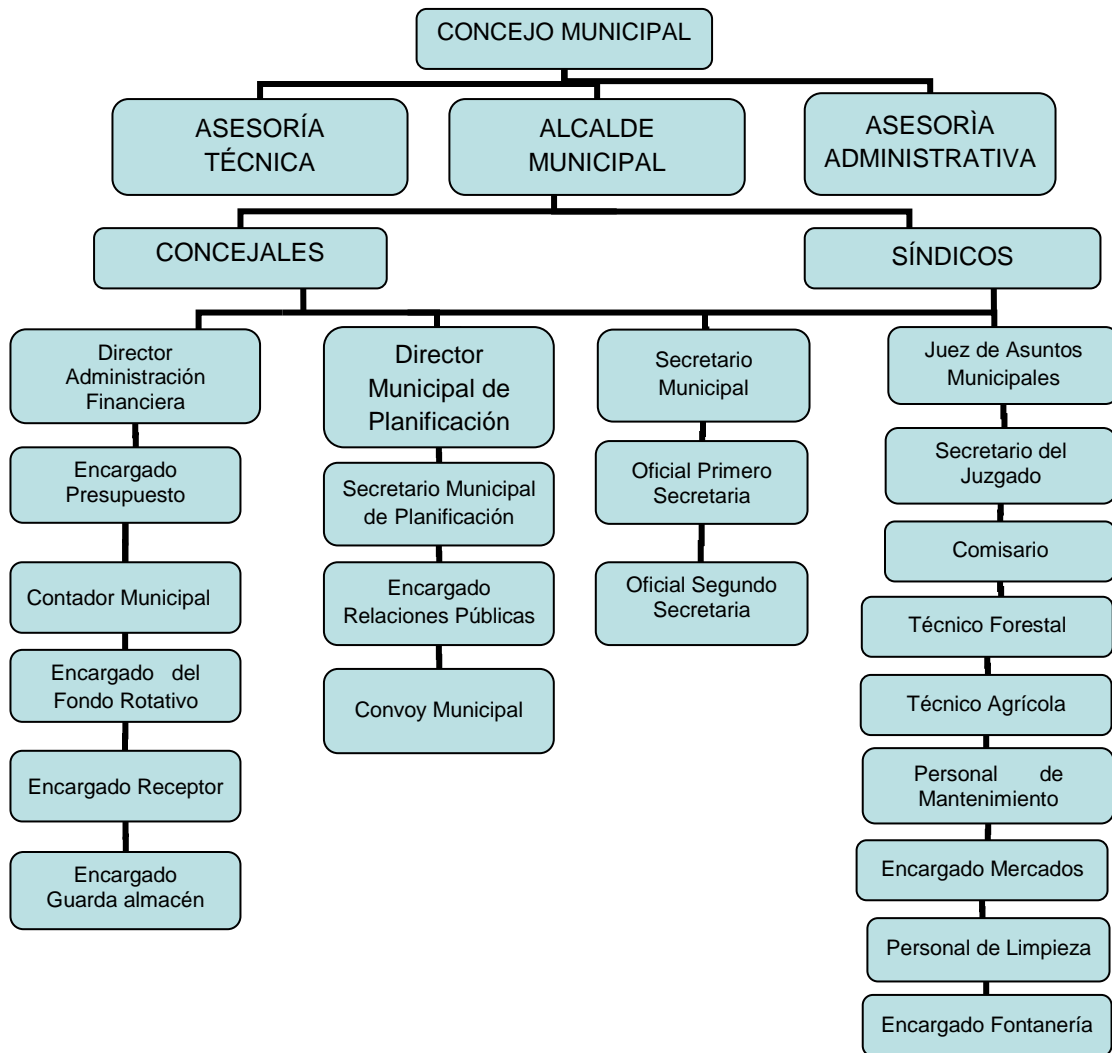 CONCEJO MUNICIPAL
ASESORÍA
TÉCNICA
ALCALDE
MUNICIPAL
ASESORÌA
ADMINISTRATIVA
CONCEJALES
SÍNDICOS
Director
Administración
Financiera
Encargado
Presupuesto
Contador Municipal
Encargado del
Fondo Rotativo
Encargado Receptor
Encargado
Guarda almacén
Director
Municipal de
Planificación
Secretario Municipal
de Planificación
Encargado
Relaciones Públicas
Convoy Municipal
Secretario
Municipal
Oficial Primero
Secretaria
Oficial Segundo
Secretaria
Juez de Asuntos
Municipales
Secretario del
Juzgado
Comisario
Técnico Forestal
Técnico Agrícola
Personal de
Mantenimiento
Encargado Mercados
Personal de Limpieza
Encargado Fontanería